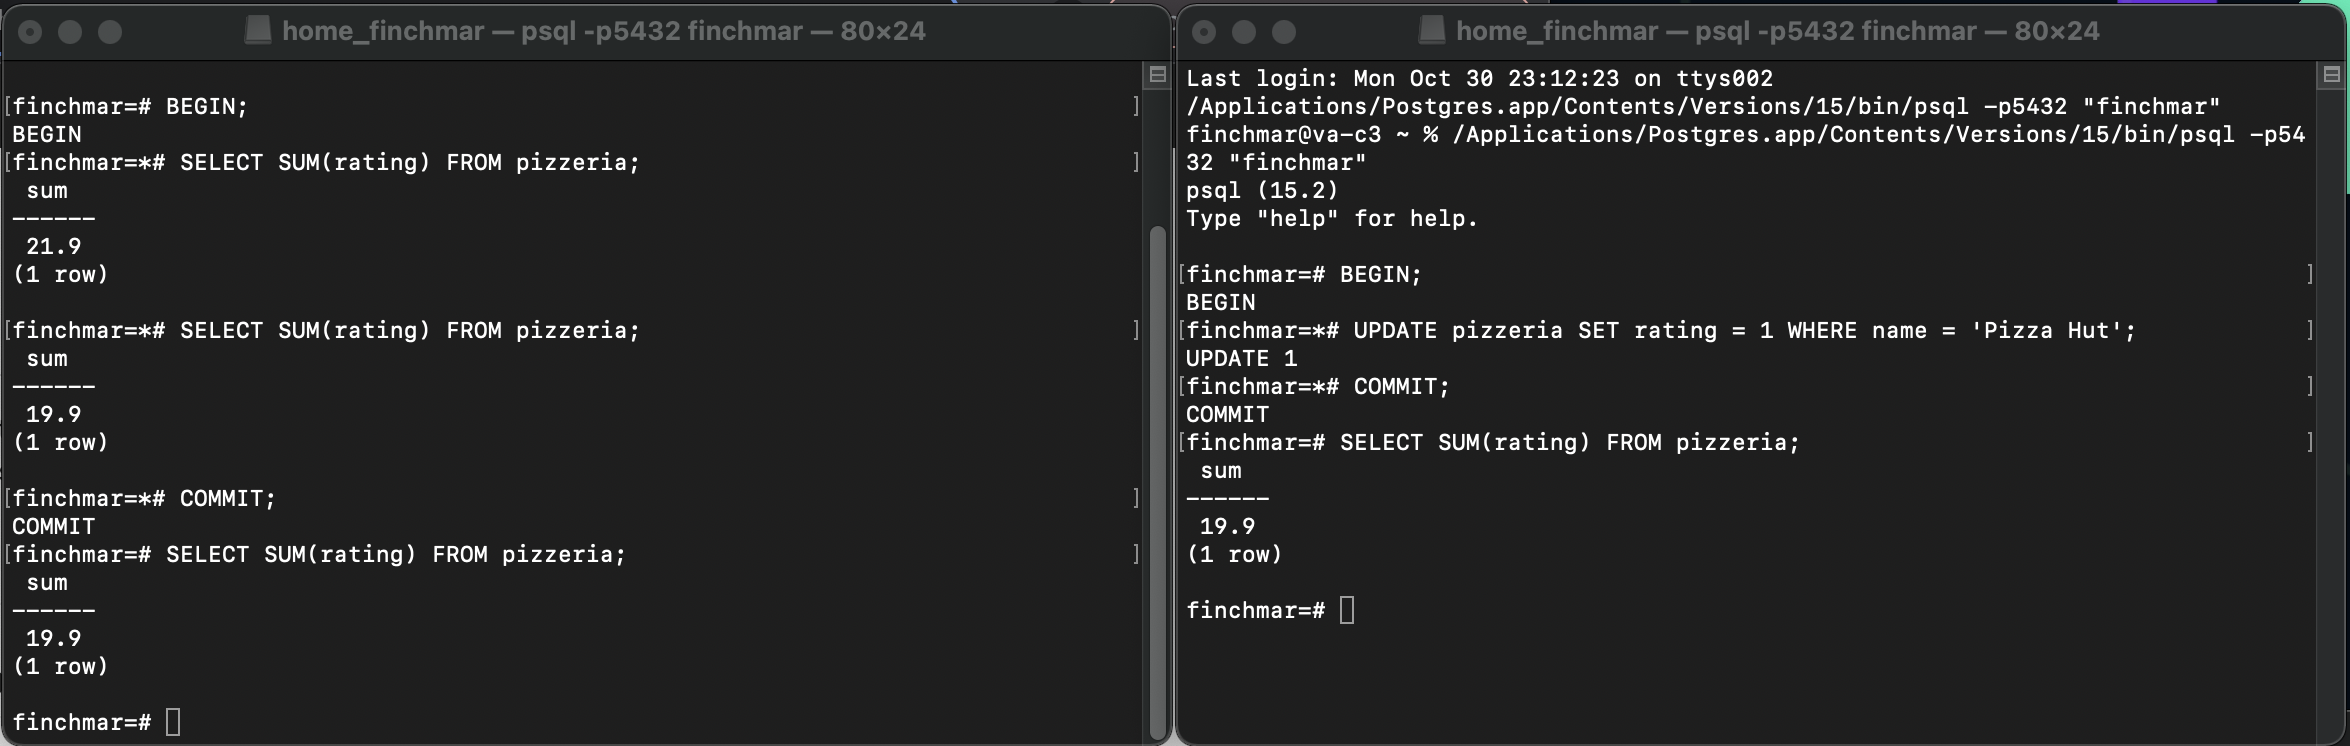 home_finchmar — psql -p5432 finchmar — 80×24
[finchmar=# BEGIN; ]
BEGIN
[finchmar=*# SELECT SUM(rating) FROM pizzeria; ]
sum
------
21.9
(1 row)
[finchmar=*# SELECT SUM(rating) FROM pizzeria; ]
sum
------
19.9
(1 row)
[finchmar=*# COMMIT; ]
COMMIT
[finchmar=# SELECT SUM(rating) FROM pizzeria; ]
sum
------
19.9
(1 row)
finchmar=#
home_finchmar — psql -p5432 finchmar — 80×24
Last login: Mon Oct 30 23:12:23 on ttys002
/Applications/Postgres.app/Contents/Versions/15/bin/psql -p5432 "finchmar"
finchmar@va-c3 ~ % /Applications/Postgres.app/Contents/Versions/15/bin/psql -p54
32 "finchmar"
psql (15.2)
Type "help" for help.
[finchmar=# BEGIN; ]
BEGIN
[finchmar=*# UPDATE pizzeria SET rating = 1 WHERE name = 'Pizza Hut'; ]
UPDATE 1
[finchmar=*# COMMIT; ]
COMMIT
[finchmar=# SELECT SUM(rating) FROM pizzeria; ]
sum
------
19.9
(1 row)
finchmar=#